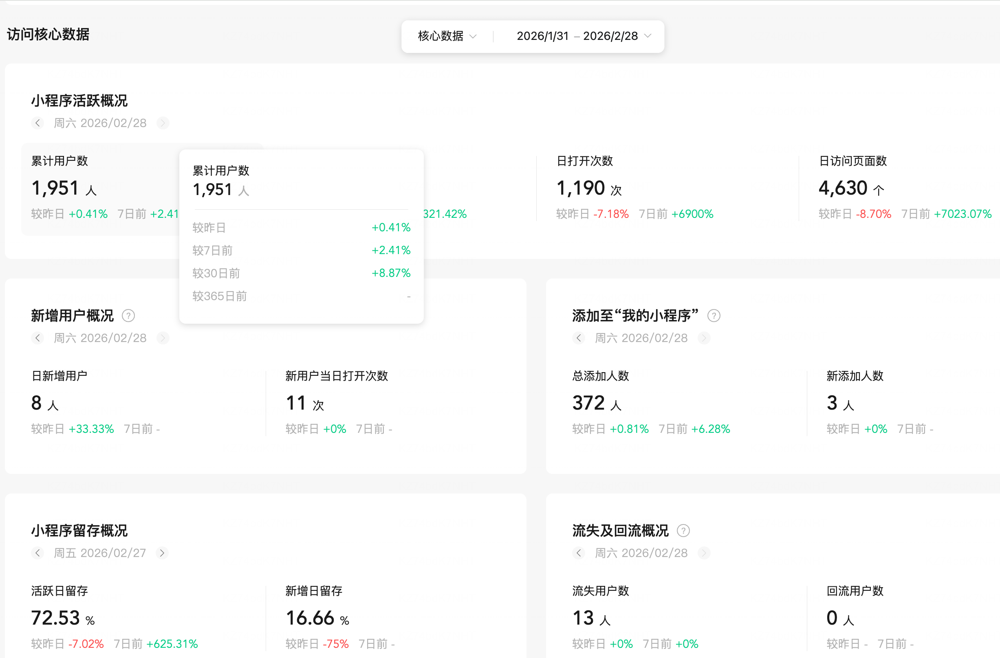 访问核心数据
核心数据 2026/1/31 – 2026/2/28
小程序活跃概况
周六 2026/02/28
累计用户数
1,951 人
较昨日 +0.41% 7日前 +2.41
累计用户数
1,951 人
较昨日 +0.41%
较7日前 +2.41%
较30日前 +8.87%
较365日前 -
321.42%
日打开次数
1,190 次
较昨日 -7.18% 7日前 +6900%
日访问页面数
4,630 个
较昨日 -8.70% 7日前 +7023.07%
新增用户概况 ?
周六 2026/02/28
日新增用户
8 人
较昨日 +33.33% 7日前 -
新用户当日打开次数
11 次
较昨日 +0% 7日前 -
添加至“我的小程序” ?
周六 2026/02/28
总添加人数
372 人
较昨日 +0.81% 7日前 +6.28%
新添加人数
3 人
较昨日 +0% 7日前 -
小程序留存概况
周五 2026/02/27
活跃日留存
72.53 %
较昨日 -7.02% 7日前 +625.31%
新增日留存
16.66 %
较昨日 -75% 7日前 -
流失及回流概况 ?
周六 2026/02/28
流失用户数
13 人
较昨日 +0% 7日前 +0%
回流用户数
0 人
较昨日 - 7日前 -